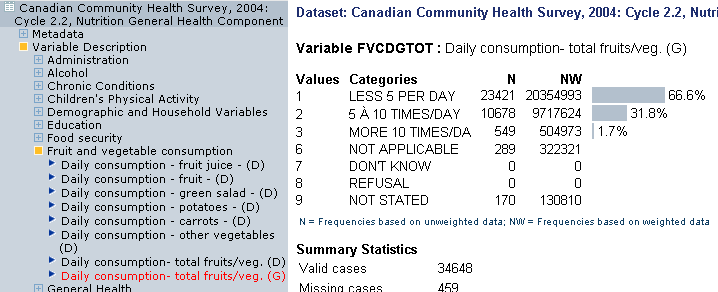 Canadian Community Health Survey, 2004:
Cycle 2.2, Nutrition General Health Component
Metadata
Variable Description
Administration
Alcohol
Chronic Conditions
Children's Physical Activity
Demographic and Household Variables
Education
Food security
Fruit and vegetable consumption
Daily consumption - fruit juice - (D)
Daily consumption - fruit - (D)
Daily consumption - green salad - (D)
Daily consumption - potatoes - (D)
Daily consumption - carrots - (D)
Daily consumption - other vegetables
(D)
Daily consumption- total fruits/veg. (D)
Daily consumption- total fruits/veg. (G)
General Health
Dataset: Canadian Community Health Survey, 2004: Cycle 2.2, Nutri
Variable FVCDGTOT : Daily consumption- total fruits/veg. (G)
Values Categories N NW
1 LESS 5 PER DAY 23421 20354993 66.6%
2 5 À 10 TIMES/DAY 10678 9717624 31.8%
3 MORE 10 TIMES/DA 549 504973 1.7%
6 NOT APPLICABLE 289 322321
7 DON'T KNOW 0 0
8 REFUSAL 0 0
9 NOT STATED 170 130810
N = Frequencies based on unweighted data; NW = Frequencies based on weighted data
Summary Statistics
Valid cases 34648
Missing cases 459